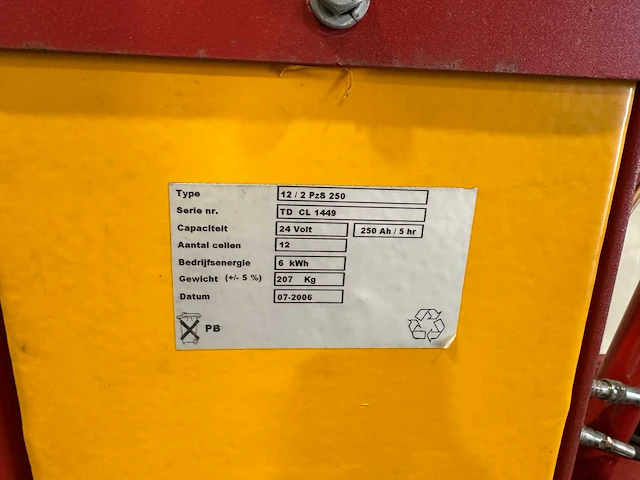 Type 12 / 2 PzS 250
Serie nr. TD CL 1449
Capaciteit 24 Volt 250 Ah / 5 hr
Aantal cellen 12
Bedrijfsenergie 6 kWh
Gewicht (+/- 5 %) 207 Kg
Datum 07-2006
PB